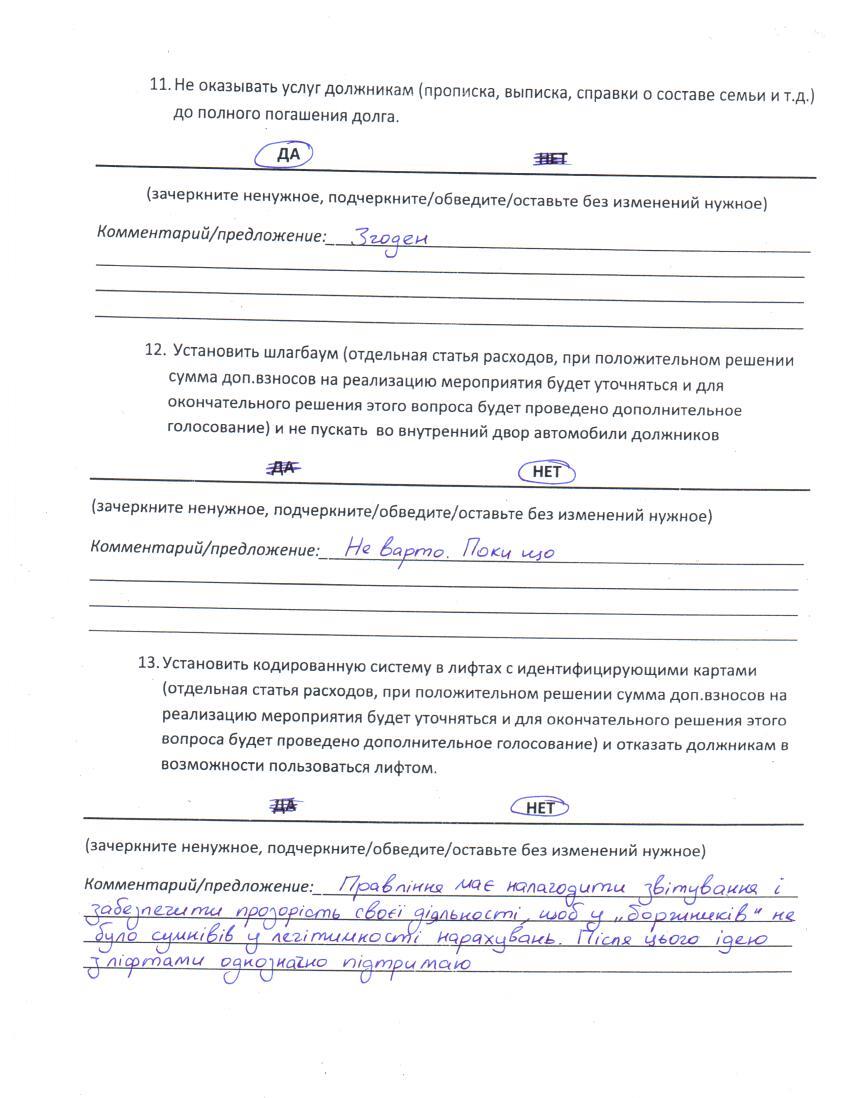 11. Не оказывать услуг должникам (прописка, выписка, справки о составе семьи и т.д.)
до полного погашения долга.
ДА НЕТ
(зачеркните ненужное, подчеркните/обведите/оставьте без изменений нужное)
Комментарий/предложение: Згоден
12. Установить шлагбаум (отдельная статья расходов, при положительном решении
сумма доп.взносов на реализацию мероприятия будет уточняться и для
окончательного решения этого вопроса будет проведено дополнительное
голосование) и не пускать во внутренний двор автомобили должников
ДА НЕТ
(зачеркните ненужное, подчеркните/обведите/оставьте без изменений нужное)
Комментарий/предложение: Не варто. Поки що
13. Установить кодированную систему в лифтах с идентифицирующими картами
(отдельная статья расходов, при положительном решении сумма доп.взносов на
реализацию мероприятия будет уточняться и для окончательного решения этого
вопроса будет проведено дополнительное голосование) и отказать должникам в
возможности пользоваться лифтом.
ДА НЕТ
(зачеркните ненужное, подчеркните/обведите/оставьте без изменений нужное)
Комментарий/предложение: Правління має налагодити звітування і
забезпечити прозорість своєї діяльності, щоб у „боржників“ не
було сумнівів у легітимності нарахувань. Після цього ідею
з ліфтами однозначно підтримаю